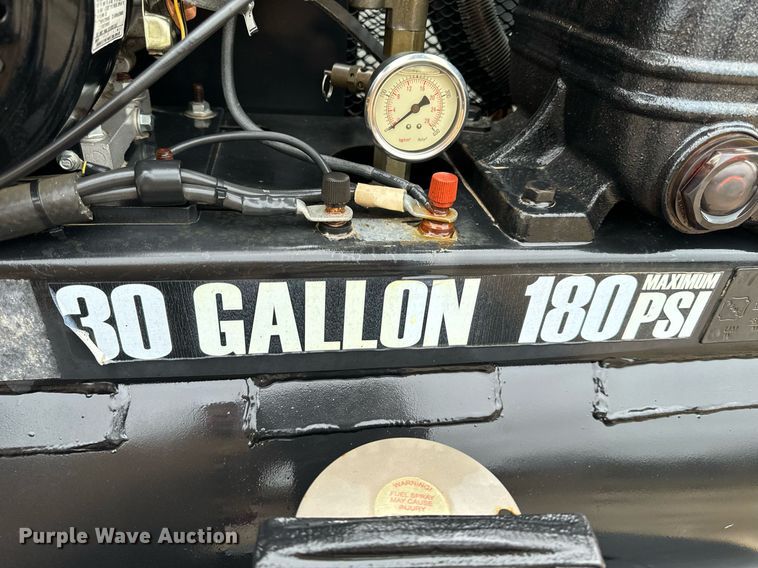 30 GALLON 180 MAXIMUM PSI
WARNING!
FUEL SPRAY
MAY CAUSE
INJURY
Purple Wave Auction